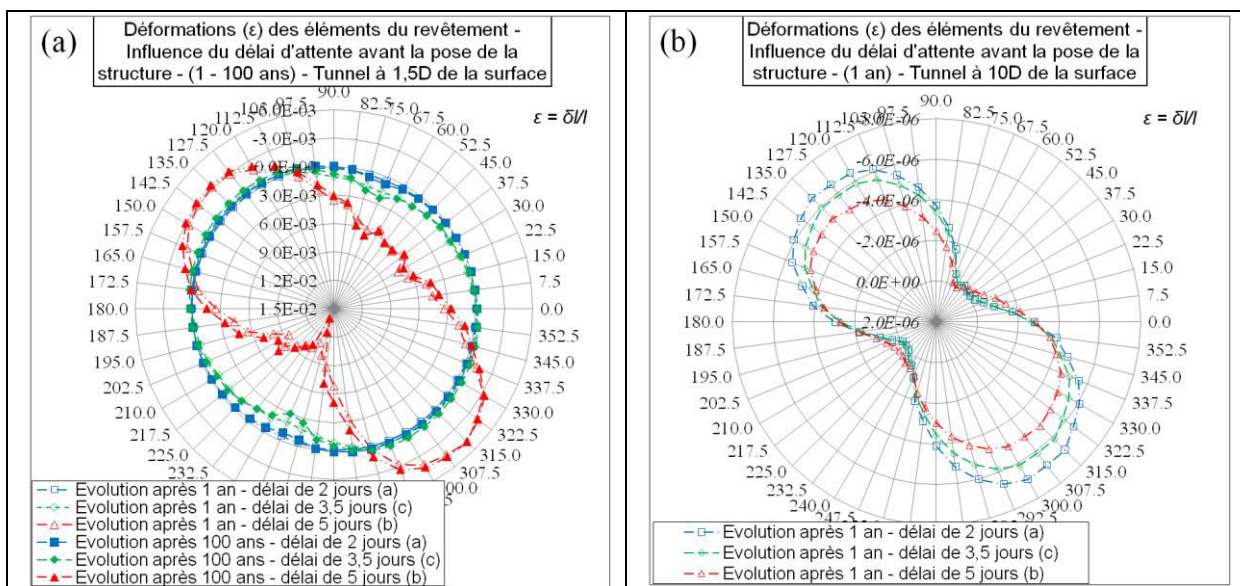 (a)
Déformations (ε) des éléments du revêtement -
Influence du délai d'attente avant la pose de la
structure - (1 - 100 ans) - Tunnel à 1,5D de la surface
ε = δl/l
90.0
82.5
75.0
67.5
60.0
52.5
45.0
37.5
30.0
22.5
15.0
7.5
0.0
352.5
345.0
337.5
330.0
322.5
315.0
307.5
232.5
225.0
217.5
210.0
202.5
195.0
187.5
180.0
172.5
165.0
157.5
150.0
142.5
135.0
127.5
120.0
112.5
97.5
-3.0E-03
0.0E+00
3.0E-03
6.0E-03
9.0E-03
1.2E-02
1.5E-02
Evolution après 1 an - délai de 2 jours (a)
Evolution après 1 an - délai de 3,5 jours (c)
Evolution après 1 an - délai de 5 jours (b)
Evolution après 100 ans - délai de 2 jours (a)
Evolution après 100 ans - délai de 3,5 jours (c)
Evolution après 100 ans - délai de 5 jours (b)
(b)
Déformations (ε) des éléments du revêtement -
Influence du délai d'attente avant la pose de la
structure - (1 an) - Tunnel à 10D de la surface
ε = δl/l
90.0
82.5
75.0
67.5
60.0
52.5
45.0
37.5
30.0
22.5
15.0
7.5
0.0
352.5
345.0
337.5
330.0
322.5
315.0
307.5
300.0
232.5
225.0
217.5
210.0
202.5
195.0
187.5
180.0
172.5
165.0
157.5
150.0
142.5
135.0
127.5
120.0
112.5
97.5
-8.0E-06
-6.0E-06
-4.0E-06
-2.0E-06
0.0E+00
2.0E-06
Evolution après 1 an - délai de 2 jours (a)
Evolution après 1 an - délai de 3,5 jours (c)
Evolution après 1 an - délai de 5 jours (b)